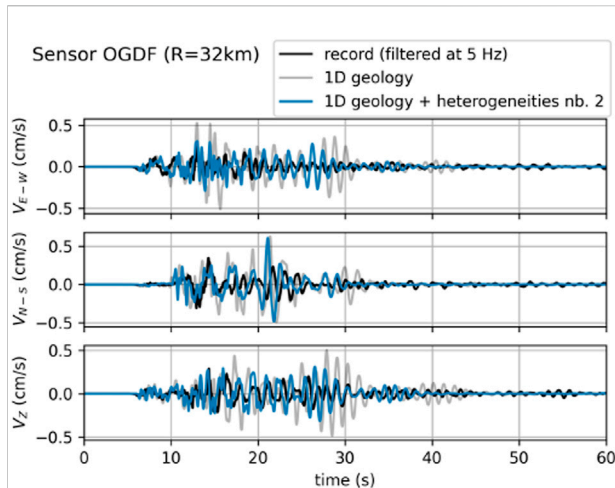 Sensor OGDF (R=32km)
record (filtered at 5 Hz)
1D geology
1D geology + heterogeneities nb. 2
0.5
0.0
−0.5
V_{E−W} (cm/s)
0.5
0.0
−0.5
V_{N−S} (cm/s)
0.5
0.0
−0.5
V_Z (cm/s)
0 10 20 30 40 50 60
time (s)